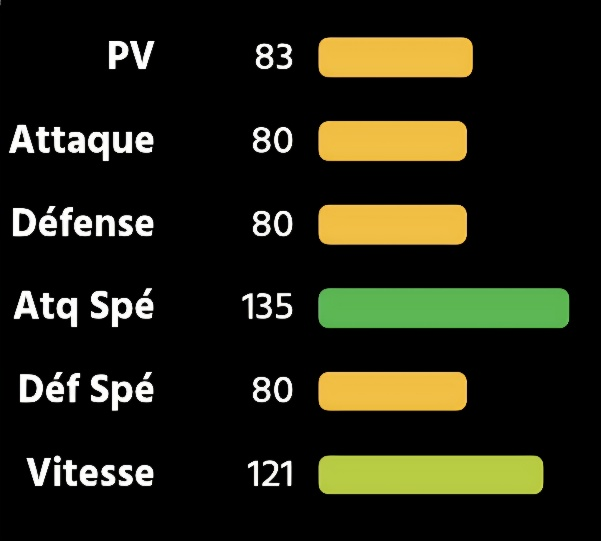 PV 83
Attaque 80
Défense 80
Atq Spé 135
Déf Spé 80
Vitesse 121